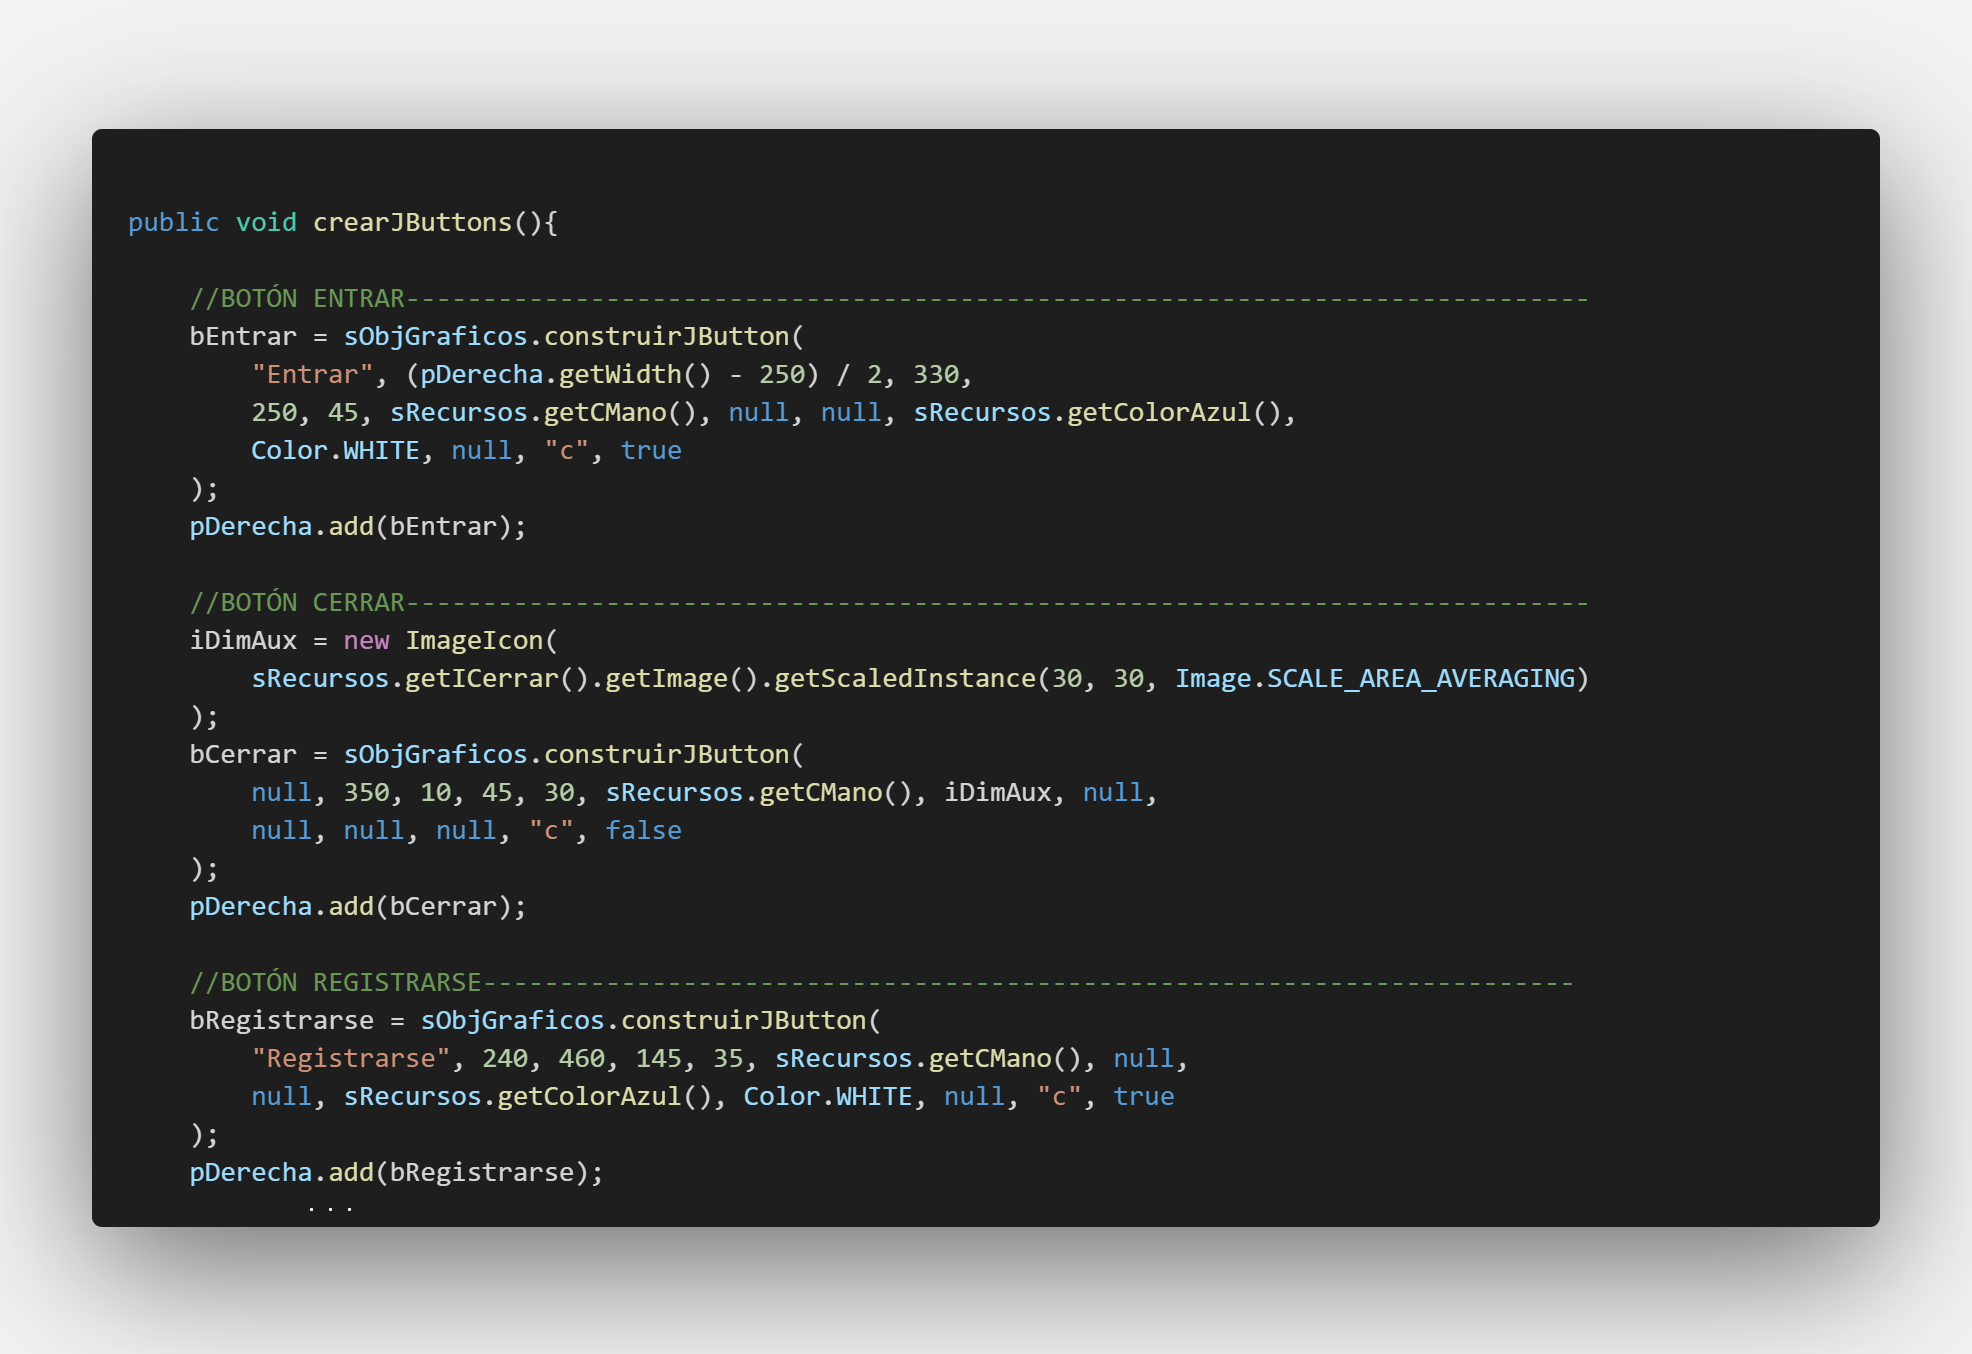 public void crearJButtons(){
//BOTÓN ENTRAR-----------------------------------------------------------------------------
bEntrar = sObjGraficos.construirJButton(
"Entrar", (pDerecha.getWidth() - 250) / 2, 330,
250, 45, sRecursos.getCMano(), null, null, sRecursos.getColorAzul(),
Color.WHITE, null, "c", true
);
pDerecha.add(bEntrar);
//BOTÓN CERRAR-----------------------------------------------------------------------------
iDimAux = new ImageIcon(
sRecursos.getICerrar().getImage().getScaledInstance(30, 30, Image.SCALE_AREA_AVERAGING)
);
bCerrar = sObjGraficos.construirJButton(
null, 350, 10, 45, 30, sRecursos.getCMano(), iDimAux, null,
null, null, null, "c", false
);
pDerecha.add(bCerrar);
//BOTÓN REGISTRARSE-----------------------------------------------------------------------
bRegistrarse = sObjGraficos.construirJButton(
"Registrarse", 240, 460, 145, 35, sRecursos.getCMano(), null,
null, sRecursos.getColorAzul(), Color.WHITE, null, "c", true
);
pDerecha.add(bRegistrarse);
...